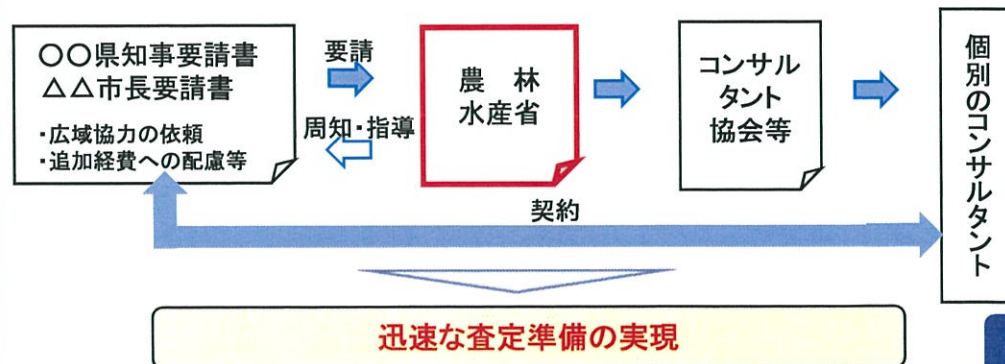 ○○県知事要請書
△△市長要請書
・広域協力の依頼
・追加経費への配慮等
要請
周知・指導
農　林
水産省
コンサル
タント
協会等
個別のコンサルタント
契約
迅速な査定準備の実現